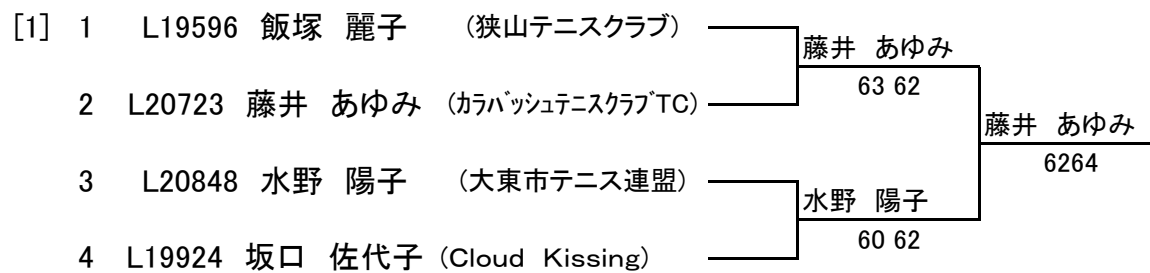 [1] 1 L19596 飯塚 麗子 (狭山テニスクラブ)
藤井 あゆみ
63 62
2 L20723 藤井 あゆみ (ｶﾗﾊﾞｯｼｭﾃﾆｽｸﾗﾌﾞTC)
藤井 あゆみ
6264
3 L20848 水野 陽子 (大東市テニス連盟)
水野 陽子
60 62
4 L19924 坂口 佐代子 (Cloud Kissing)